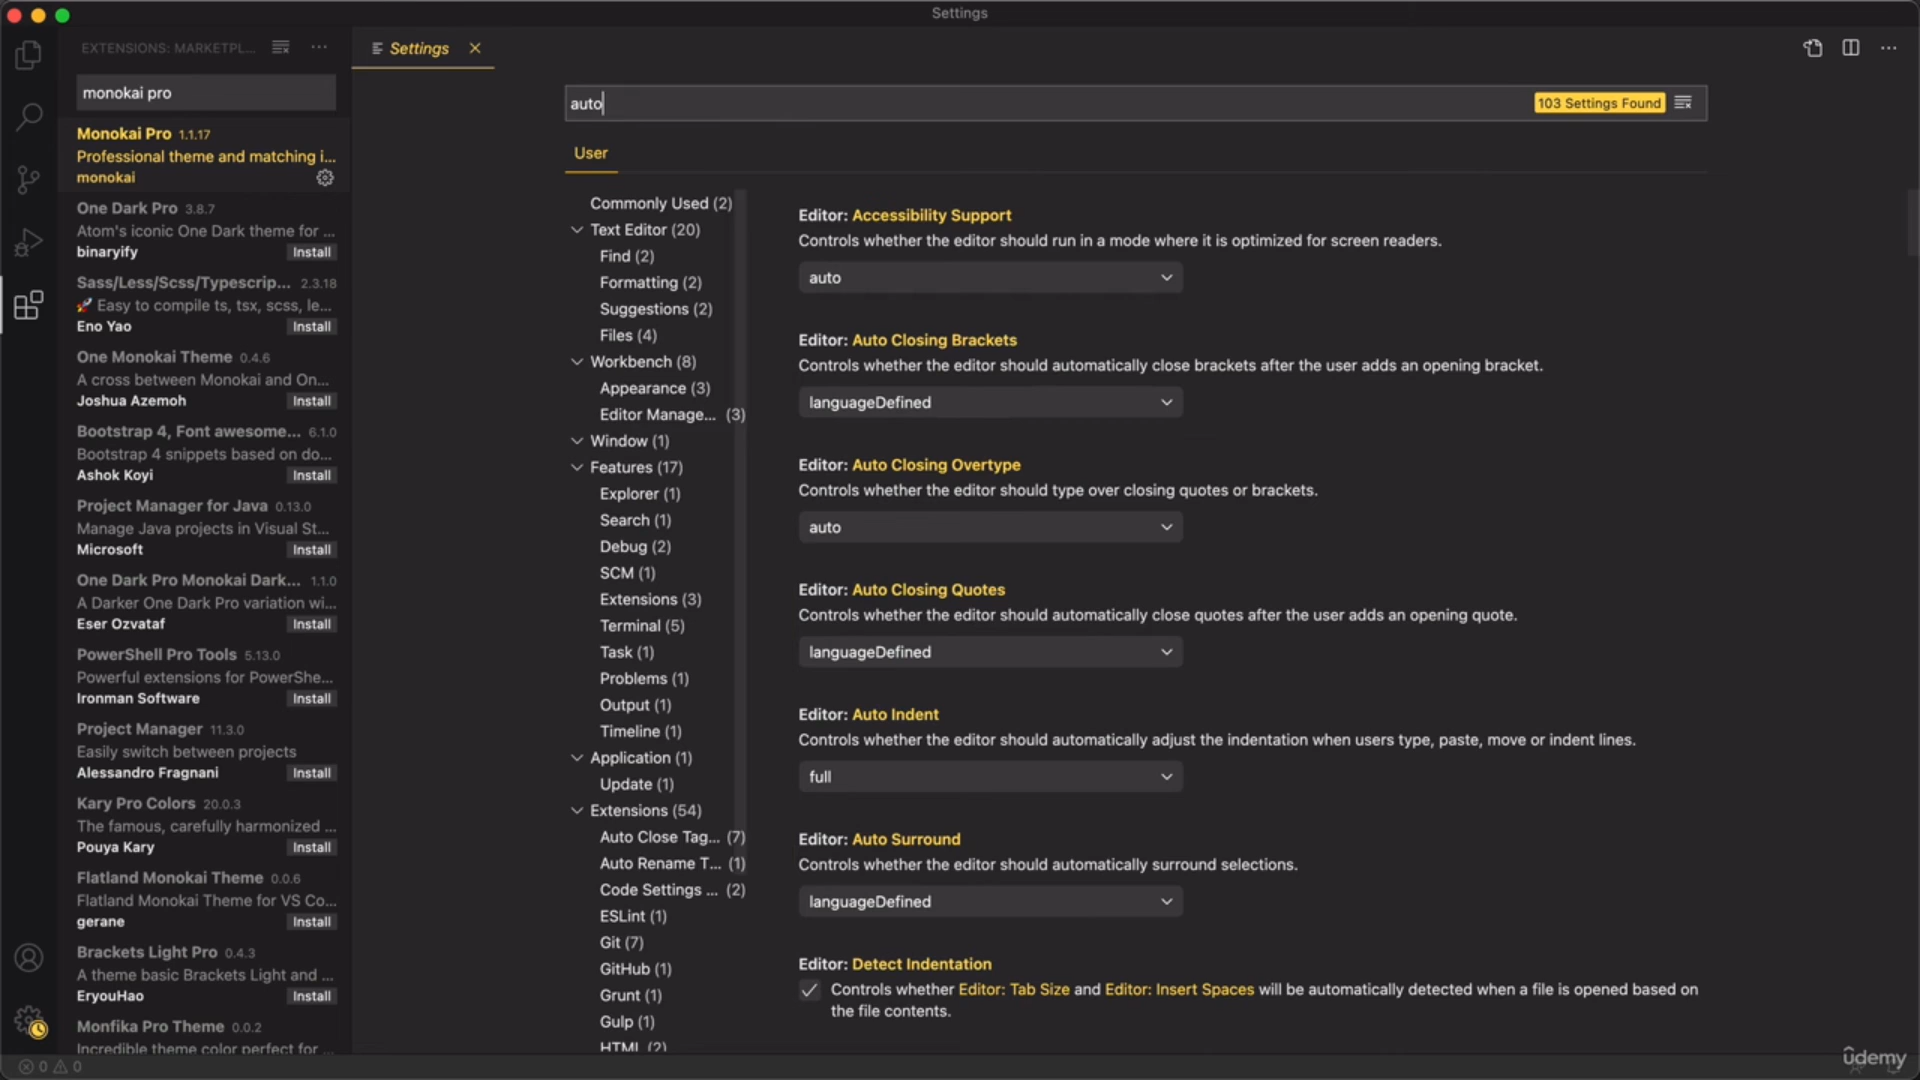 Settings
EXTENSIONS: MARKETPL...
monokai pro
Monokai Pro 1.1.17
Professional theme and matching i...
monokai
One Dark Pro 3.8.7
Atom's iconic One Dark theme for ...
binaryify Install
Sass/Less/Scss/Typescrip... 2.3.18
🚀 Easy to compile ts, tsx, scss, le...
Eno Yao Install
One Monokai Theme 0.4.6
A cross between Monokai and On...
Joshua Azemoh Install
Bootstrap 4, Font awesome... 6.1.0
Bootstrap 4 snippets based on do...
Ashok Koyi Install
Project Manager for Java 0.13.0
Manage Java projects in Visual St...
Microsoft Install
One Dark Pro Monokai Dark... 1.1.0
A Darker One Dark Pro variation wi...
Eser Ozvataf Install
PowerShell Pro Tools 5.13.0
Powerful extensions for PowerShe...
Ironman Software Install
Project Manager 11.3.0
Easily switch between projects
Alessandro Fragnani Install
Kary Pro Colors 20.0.3
The famous, carefully harmonized ...
Pouya Kary Install
Flatland Monokai Theme 0.0.6
Flatland Monokai Theme for VS Co...
gerane Install
Brackets Light Pro 0.4.3
A theme basic Brackets Light and ...
EryouHao Install
Monfika Pro Theme 0.0.2
Incredible theme color perfect for ...
0 0
Settings
auto
103 Settings Found
User
Commonly Used (2)
Text Editor (20)
Find (2)
Formatting (2)
Suggestions (2)
Files (4)
Workbench (8)
Appearance (3)
Editor Manage... (3)
Window (1)
Features (17)
Explorer (1)
Search (1)
Debug (2)
SCM (1)
Extensions (3)
Terminal (5)
Task (1)
Problems (1)
Output (1)
Timeline (1)
Application (1)
Update (1)
Extensions (54)
Auto Close Tag... (7)
Auto Rename T... (1)
Code Settings ... (2)
ESLint (1)
Git (7)
GitHub (1)
Grunt (1)
Gulp (1)
HTML (2)
Editor: Accessibility Support
Controls whether the editor should run in a mode where it is optimized for screen readers.
auto
Editor: Auto Closing Brackets
Controls whether the editor should automatically close brackets after the user adds an opening bracket.
languageDefined
Editor: Auto Closing Overtype
Controls whether the editor should type over closing quotes or brackets.
auto
Editor: Auto Closing Quotes
Controls whether the editor should automatically close quotes after the user adds an opening quote.
languageDefined
Editor: Auto Indent
Controls whether the editor should automatically adjust the indentation when users type, paste, move or indent lines.
full
Editor: Auto Surround
Controls whether the editor should automatically surround selections.
languageDefined
Editor: Detect Indentation
Controls whether Editor: Tab Size and Editor: Insert Spaces will be automatically detected when a file is opened based on
the file contents.
ûdemy